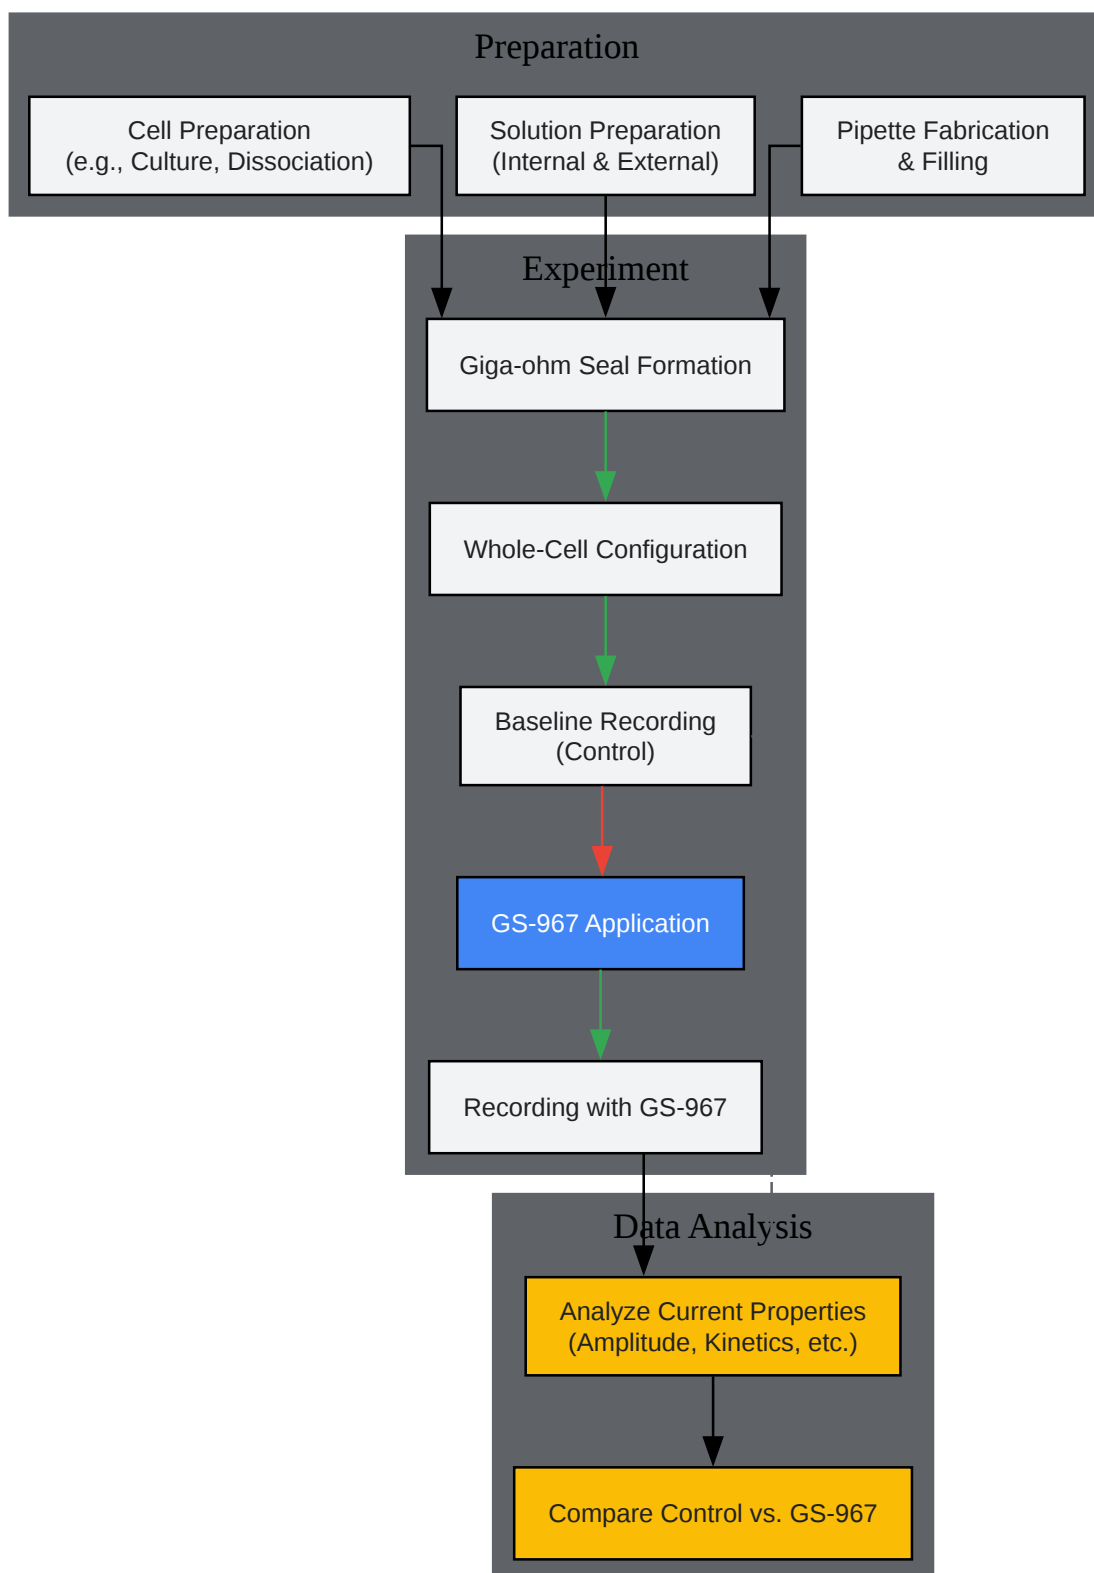 Preparation
Cell Preparation
(e.g., Culture, Dissociation)
Solution Preparation
(Internal & External)
Pipette Fabrication
& Filling
Experiment
Giga-ohm Seal Formation
Whole-Cell Configuration
Baseline Recording
(Control)
GS-967 Application
Recording with GS-967
Data Analysis
Analyze Current Properties
(Amplitude, Kinetics, etc.)
Compare Control vs. GS-967